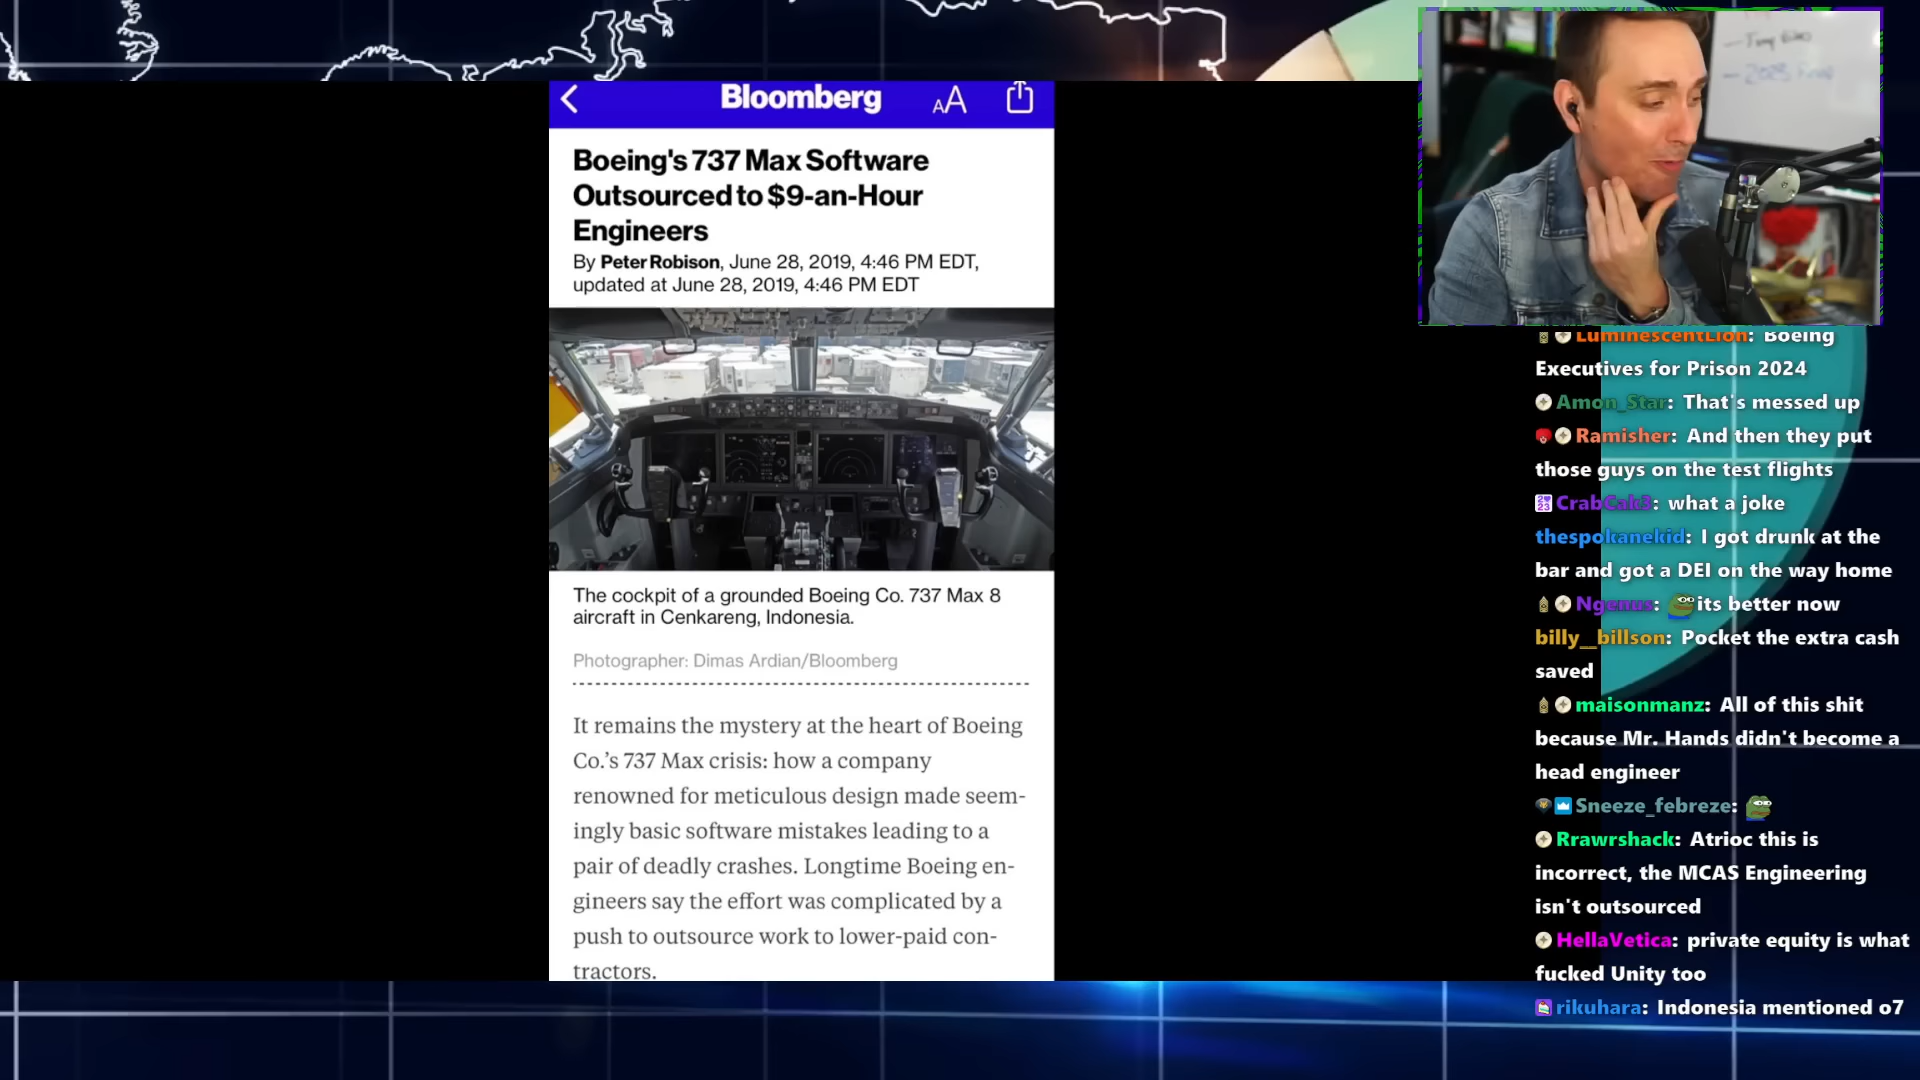 Bloomberg
AA
Boeing's 737 Max Software
Outsourced to $9-an-Hour
Engineers
By Peter Robison, June 28, 2019, 4:46 PM EDT,
updated at June 28, 2019, 4:46 PM EDT
The cockpit of a grounded Boeing Co. 737 Max 8
aircraft in Cenkareng, Indonesia.
Photographer: Dimas Ardian/Bloomberg
It remains the mystery at the heart of Boeing
Co.'s 737 Max crisis: how a company
renowned for meticulous design made seem-
ingly basic software mistakes leading to a
pair of deadly crashes. Longtime Boeing en-
gineers say the effort was complicated by a
push to outsource work to lower-paid con-
tractors.
LuminescentLion: Boeing
Executives for Prison 2024
Amon_Star: That's messed up
Ramisher: And then they put
those guys on the test flights
CrabCak3: what a joke
thespokanekid: I got drunk at the
bar and got a DEI on the way home
Ngenus: its better now
billy__billson: Pocket the extra cash
saved
maisonmanz: All of this shit
because Mr. Hands didn't become a
head engineer
Sneeze_febreze:
Rrawrshack: Atrioc this is
incorrect, the MCAS Engineering
isn't outsourced
HellaVetica: private equity is what
fucked Unity too
rikuhara: Indonesia mentioned o7